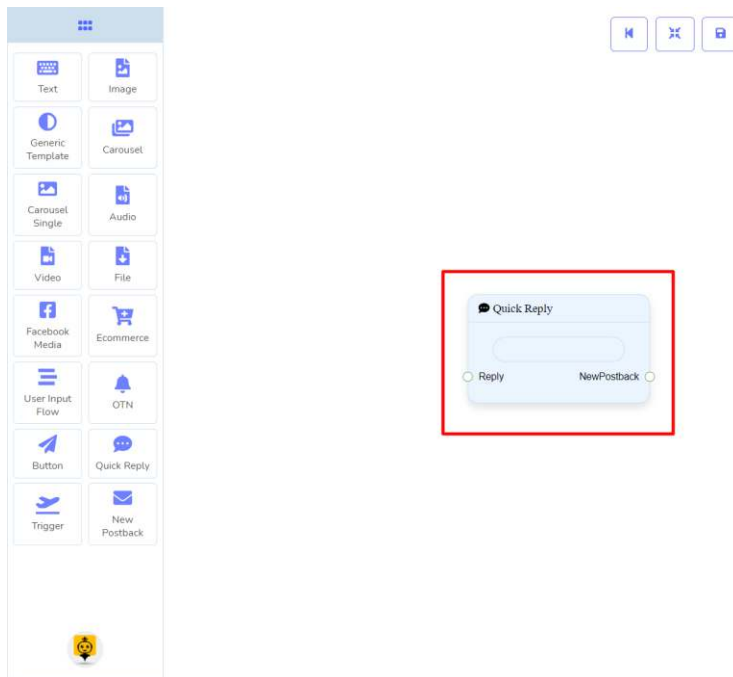 Text
Image
Generic
Template
Carousel
Carousel
Single
Audio
Video
File
Facebook
Media
Ecommerce
User Input
Flow
OTN
Button
Quick Reply
Trigger
New
Postback
Quick Reply
Reply
NewPostback